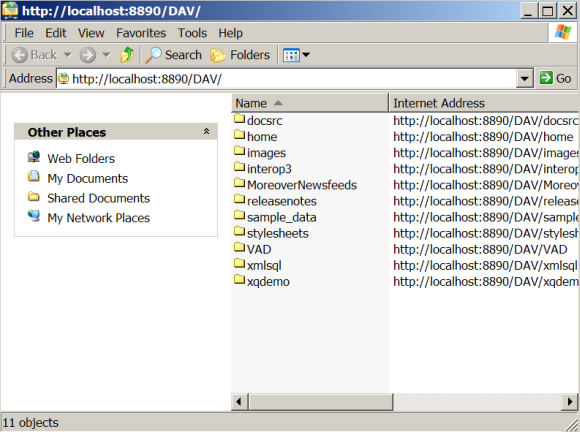 http://localhost:8890/DAV/
File Edit View Favorites Tools Help
Back Search Folders
Address http://localhost:8890/DAV/ Go
Other Places
Web Folders
My Documents
Shared Documents
My Network Places
Name Internet Address
docsrc http://localhost:8890/DAV/docsrc
home http://localhost:8890/DAV/home
images http://localhost:8890/DAV/images
interop3 http://localhost:8890/DAV/interop
MoreoverNewsfeeds http://localhost:8890/DAV/Moreove
releasenotes http://localhost:8890/DAV/release
sample_data http://localhost:8890/DAV/sample
stylesheets http://localhost:8890/DAV/stylesh
VAD http://localhost:8890/DAV/VAD
xmlsql http://localhost:8890/DAV/xmlsql
xqdemo http://localhost:8890/DAV/xqdemo
11 objects